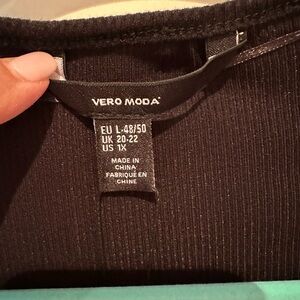 VERO MODA
EU L-48/50
UK 20-22
US 1X
MADE IN
CHINA
FABRIQUÉ EN
CHINE